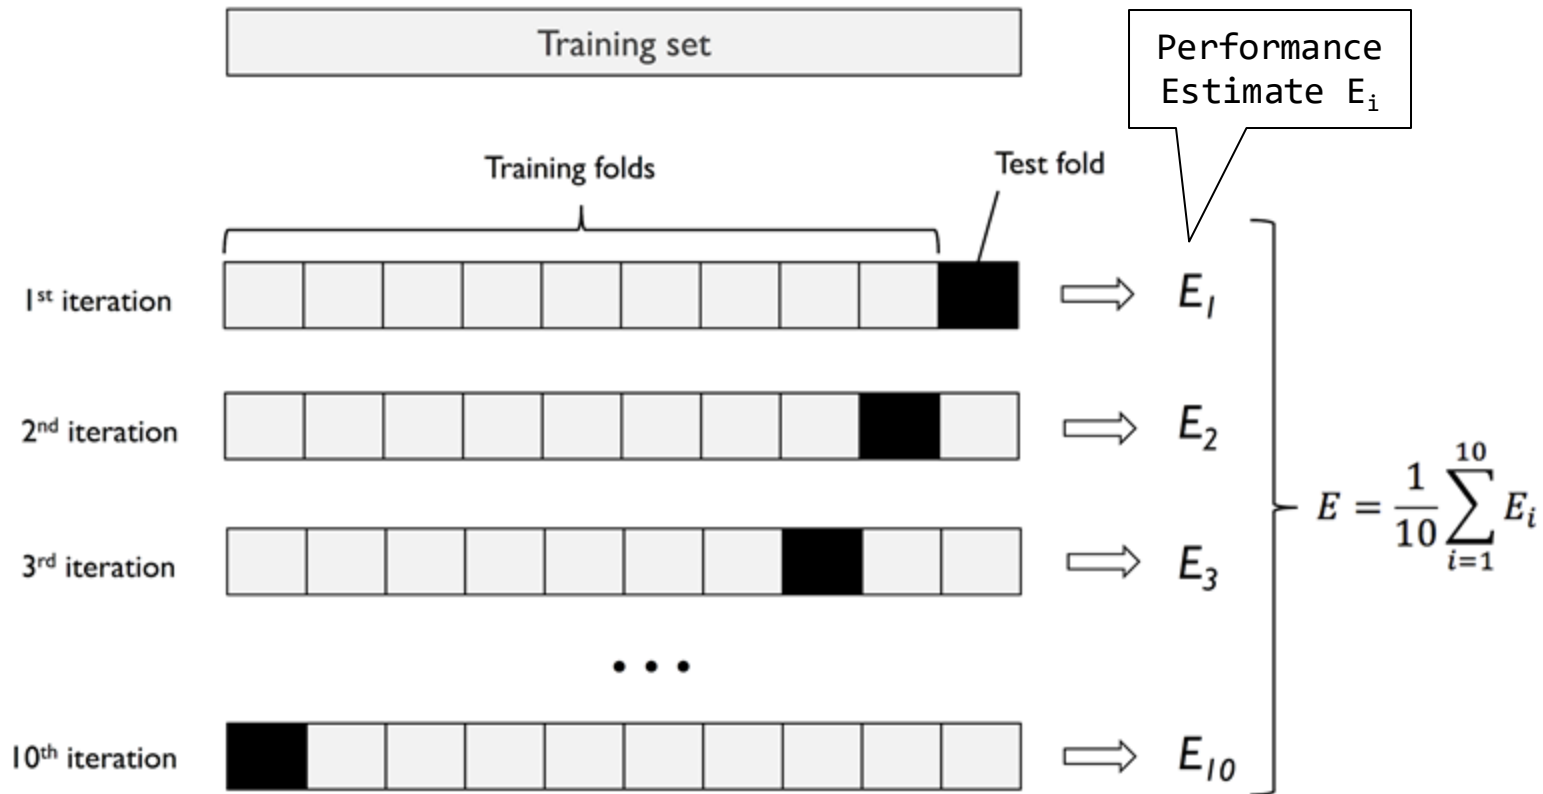 Training set
Performance
Estimate Eᵢ
Training folds
Test fold
1ˢᵗ iteration
E₁
2ⁿᵈ iteration
E₂
3ʳᵈ iteration
E₃
E = 1/10 ∑_{i=1}^{10} Eᵢ
• • •
10ᵗʰ iteration
E₁₀